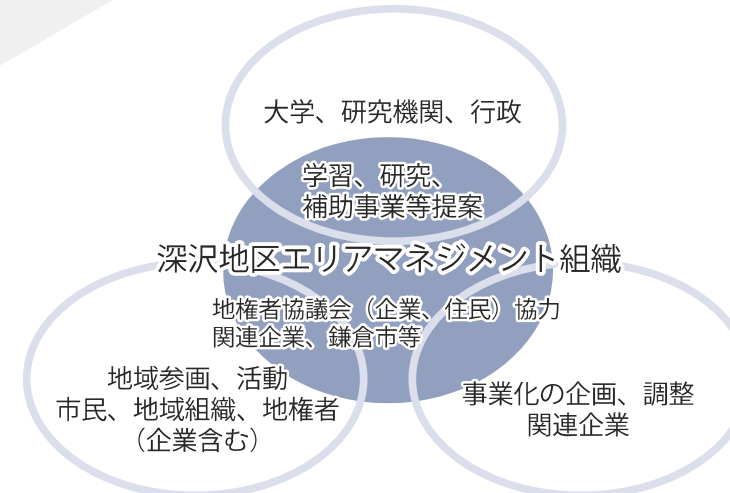 大学、研究機関、行政
学習、研究、
補助事業等提案
深沢地区エリアマネジメント組織
地権者協議会（企業、住民）協力
関連企業、鎌倉市等
地域参画、活動
市民、地域組織、地権者
（企業含む）
事業化の企画、調整
関連企業